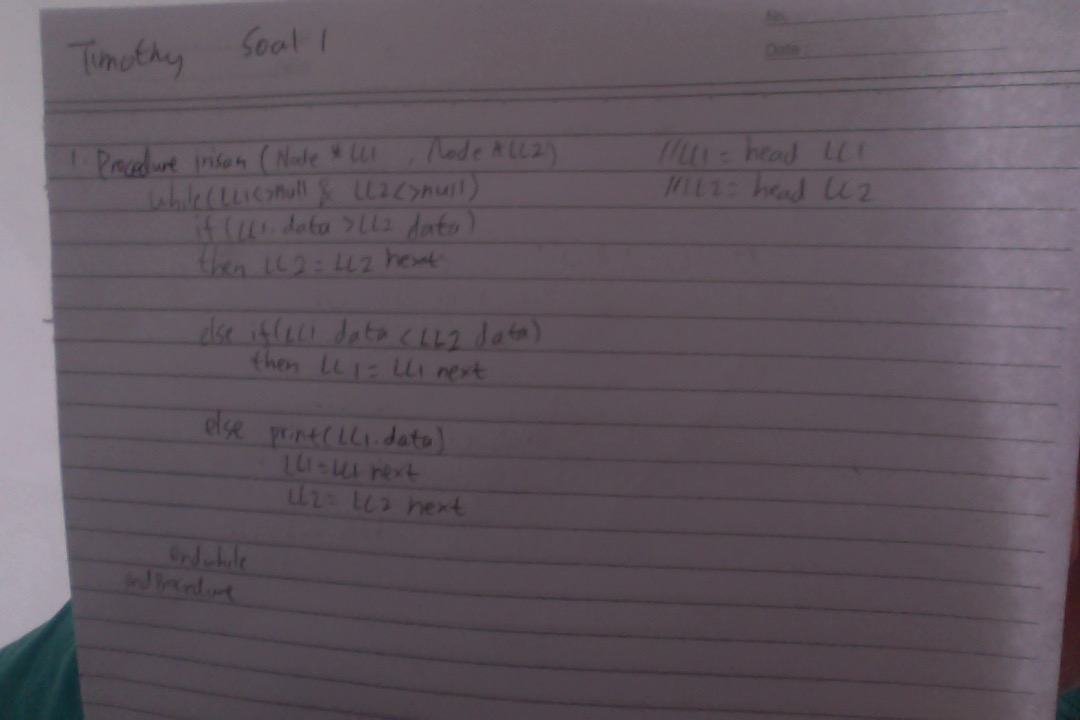 Timothy Soal 1
No.
Date :
1. Procedure Irisan (Node *LL1 , Node *LL2) //LL1 = head LL1
while(LL1<>null & LL2<>null) //LL2 = head LL2
if (LL1.data >LL2 data)
then LL2 = LL2 next
else if(LL1 data < LL2 data)
then LL1 = LL1 next
else print(LL1.data)
LL1=LL1 next
LL2= LL2 next
endwhile
endprocedure